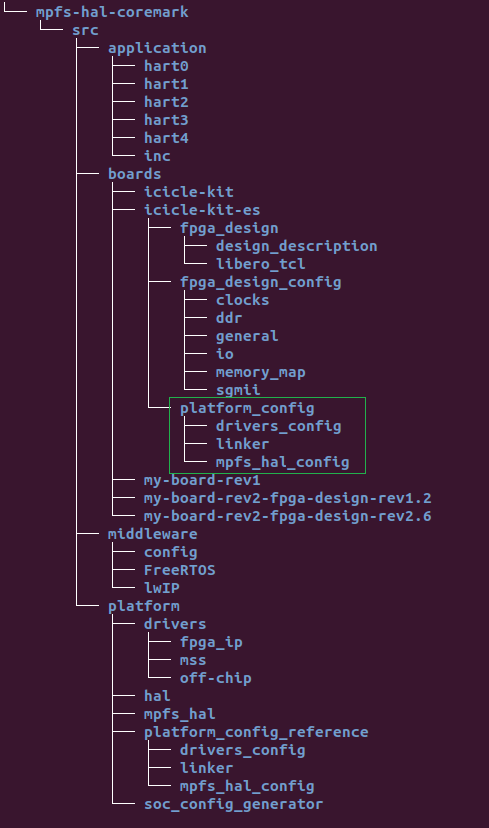 mpfs-hal-coremark
src
application
hart0
hart1
hart2
hart3
hart4
inc
boards
icicle-kit
icicle-kit-es
fpga_design
design_description
libero_tcl
fpga_design_config
clocks
ddr
general
io
memory_map
sgmii
platform_config
drivers_config
linker
mpfs_hal_config
my-board-rev1
my-board-rev2-fpga-design-rev1.2
my-board-rev2-fpga-design-rev2.6
middleware
config
FreeRTOS
lwIP
platform
drivers
fpga_ip
mss
off-chip
hal
mpfs_hal
platform_config_reference
drivers_config
linker
mpfs_hal_config
soc_config_generator